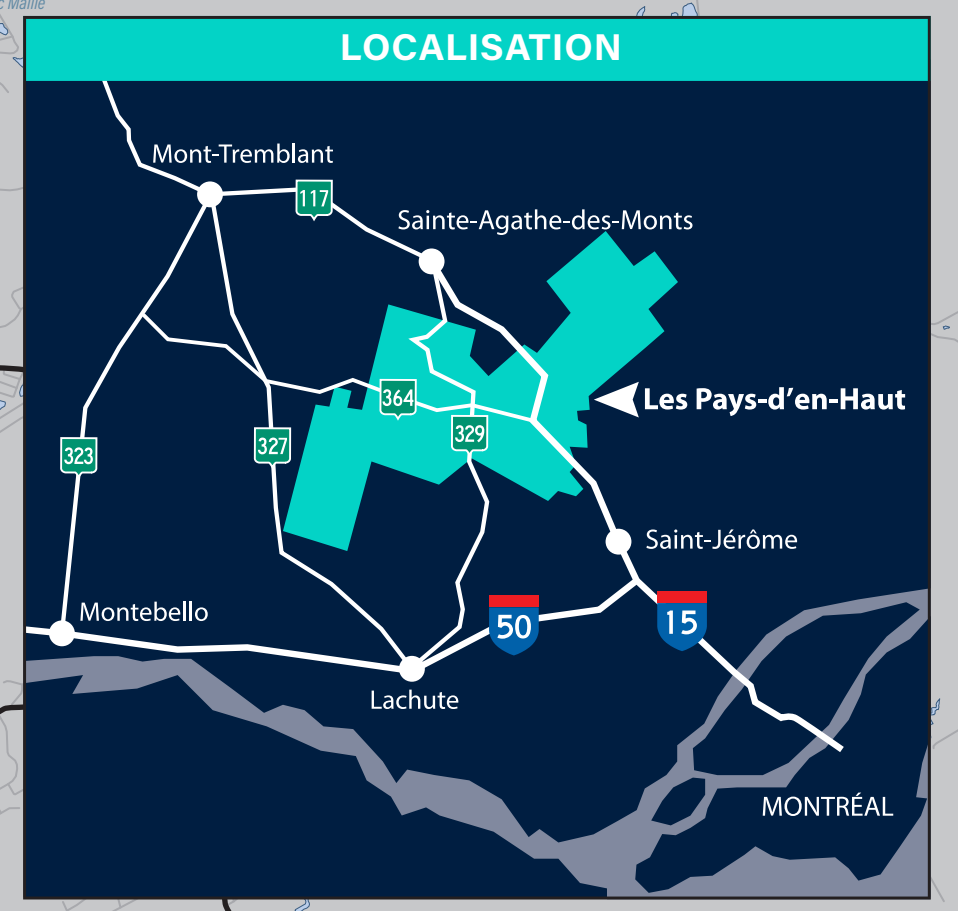 c Maille
LOCALISATION
Mont-Tremblant
117
Sainte-Agathe-des-Monts
364
Les Pays-d'en-Haut
329
323
327
Saint-Jérôme
Montebello
50
15
Lachute
MONTRÉAL